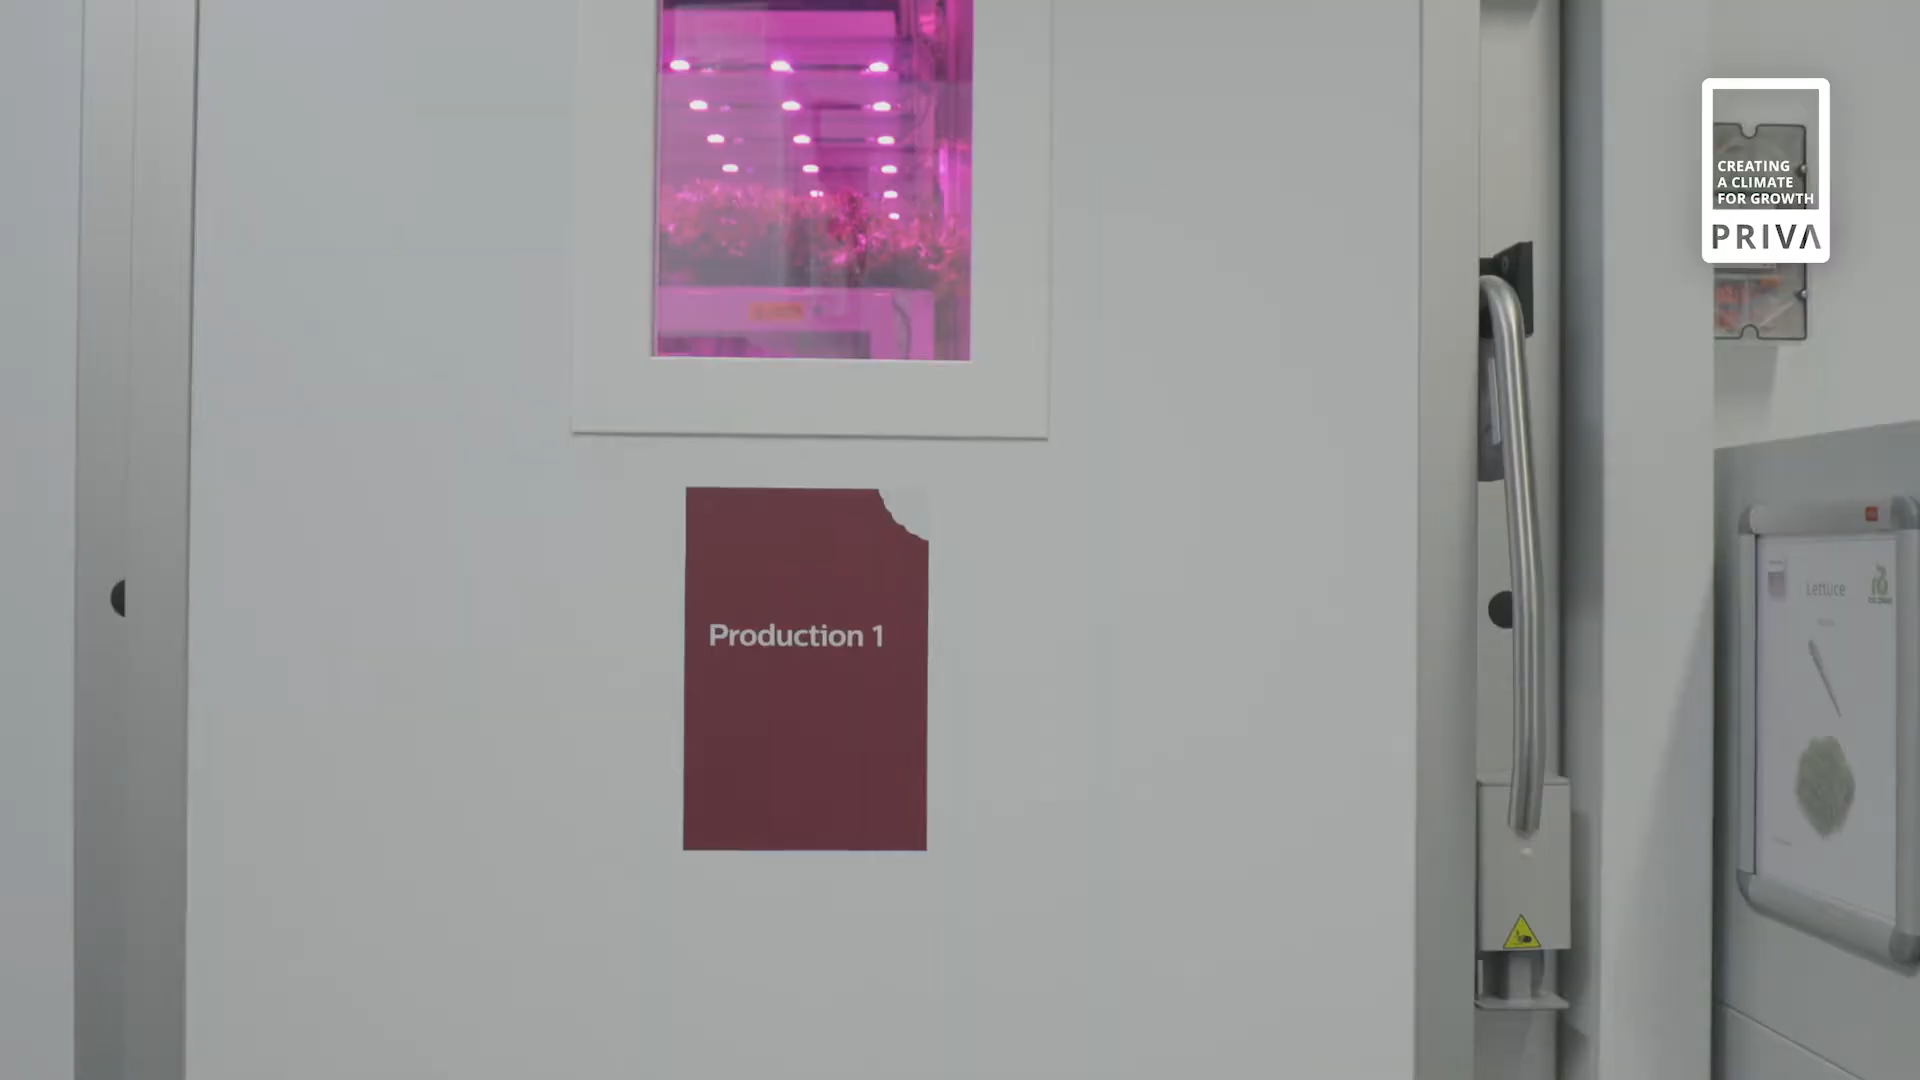 CREATING
A CLIMATE
FOR GROWTH
PRIVA
Production 1
Lettuce